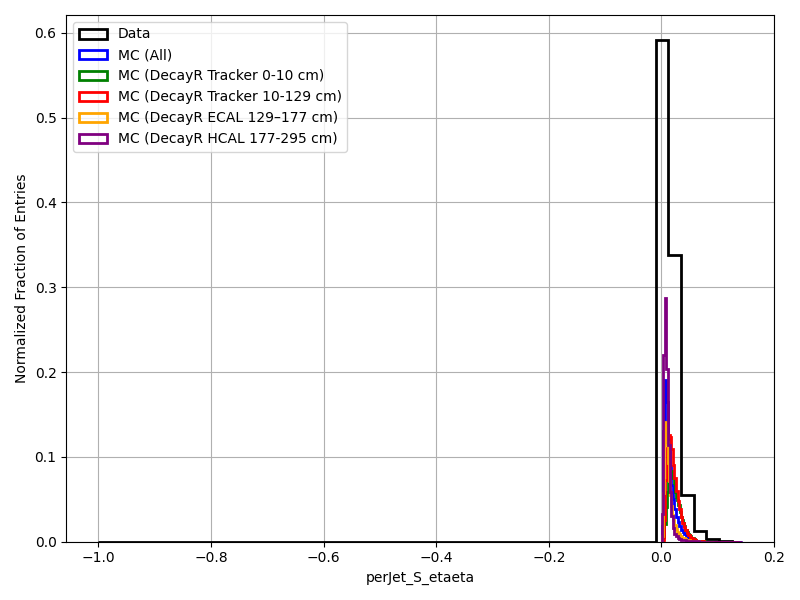 Data
MC (All)
MC (DecayR Tracker 0-10 cm)
MC (DecayR Tracker 10-129 cm)
MC (DecayR ECAL 129–177 cm)
MC (DecayR HCAL 177-295 cm)
Normalized Fraction of Entries
0.6
0.5
0.4
0.3
0.2
0.1
0.0
−1.0 −0.8 −0.6 −0.4 −0.2 0.0 0.2
perJet_S_etaeta